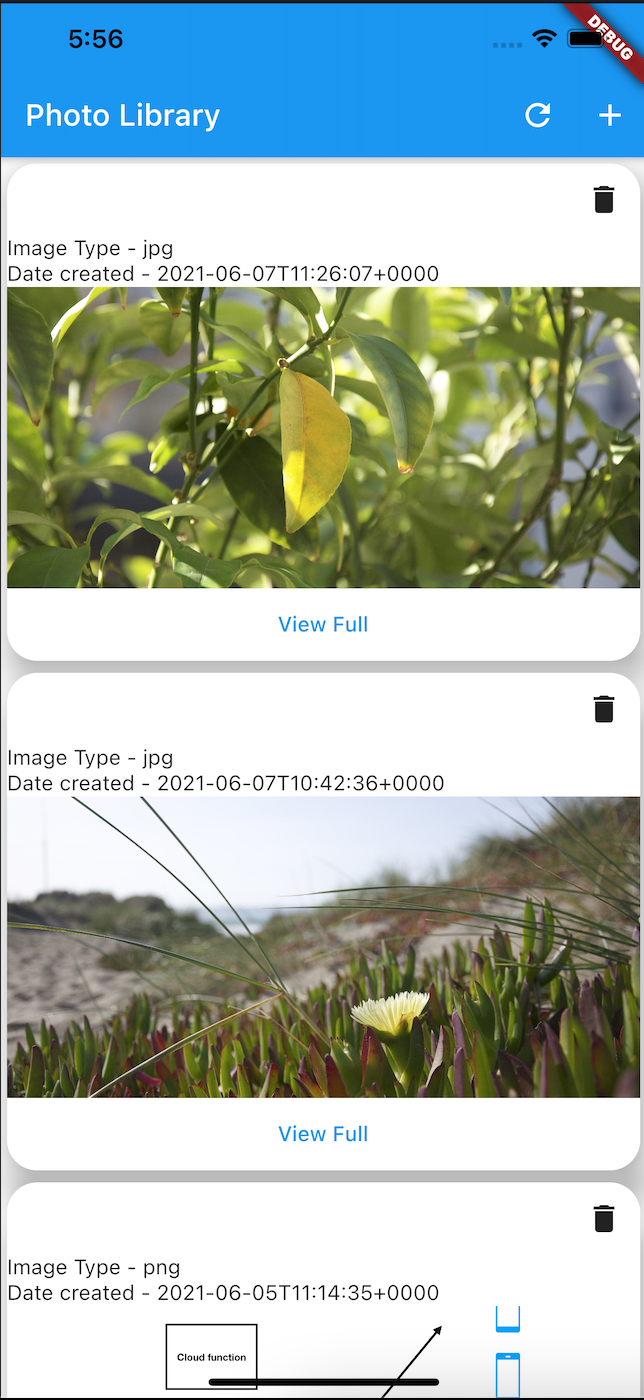 5:56
DEBUG
Photo Library
Image Type - jpg
Date created - 2021-06-07T11:26:07+0000
View Full
Image Type - jpg
Date created - 2021-06-07T10:42:36+0000
View Full
Image Type - png
Date created - 2021-06-05T11:14:35+0000
Cloud function